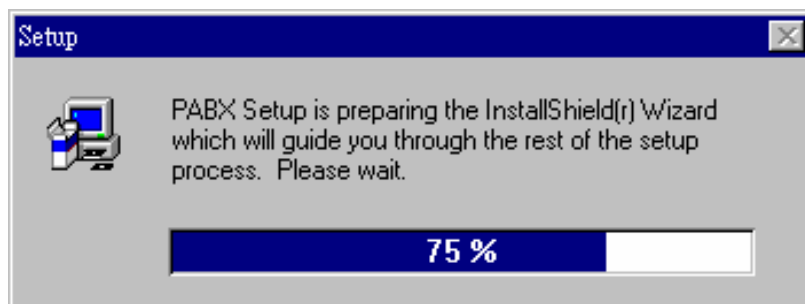 Setup
PABX Setup is preparing the InstallShield(r) Wizard
which will guide you through the rest of the setup
process.  Please wait.
75 %